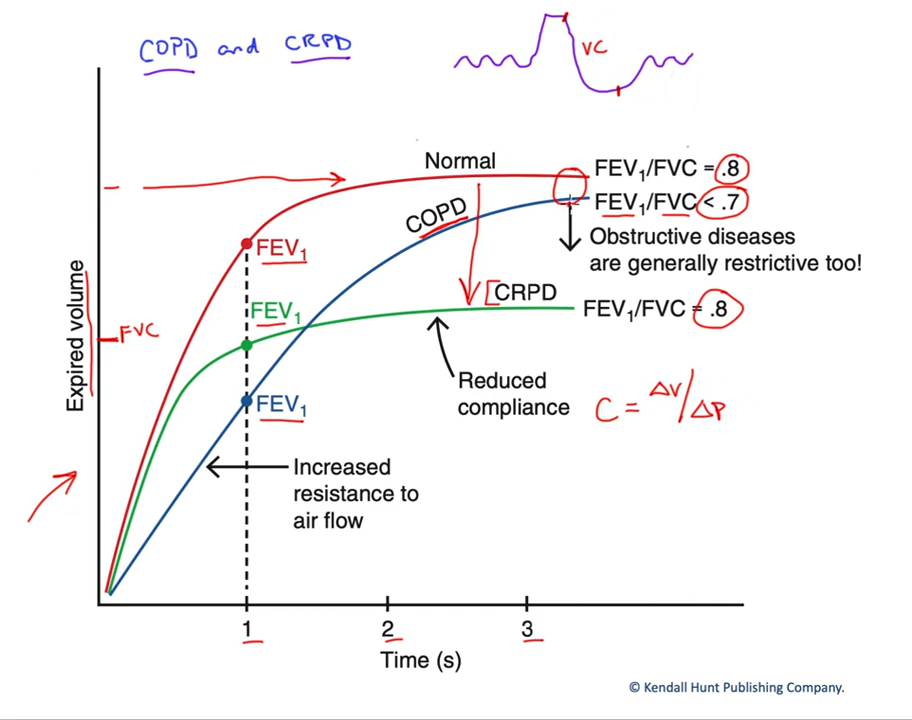 COPD and CRPD
VC
Normal
FEV₁/FVC = .8
COPD
FEV₁/FVC < .7
FEV₁
Obstructive diseases
are generally restrictive too!
CRPD
FEV₁/FVC = .8
FEV₁
Expired volume
FVC
Reduced
compliance
C = ΔV/ΔP
FEV₁
Increased
resistance to
air flow
1
2
3
Time (s)
© Kendall Hunt Publishing Company.